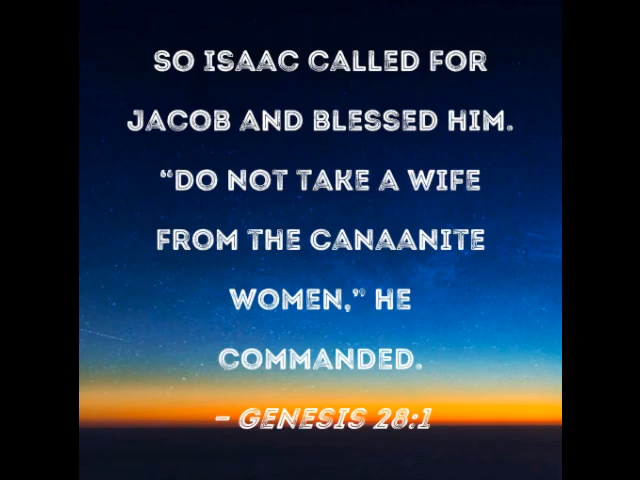 SO ISAAC CALLED FOR
JACOB AND BLESSED HIM.
“DO NOT TAKE A WIFE
FROM THE CANAANITE
WOMEN,” HE
COMMANDED.
– GENESIS 28:1